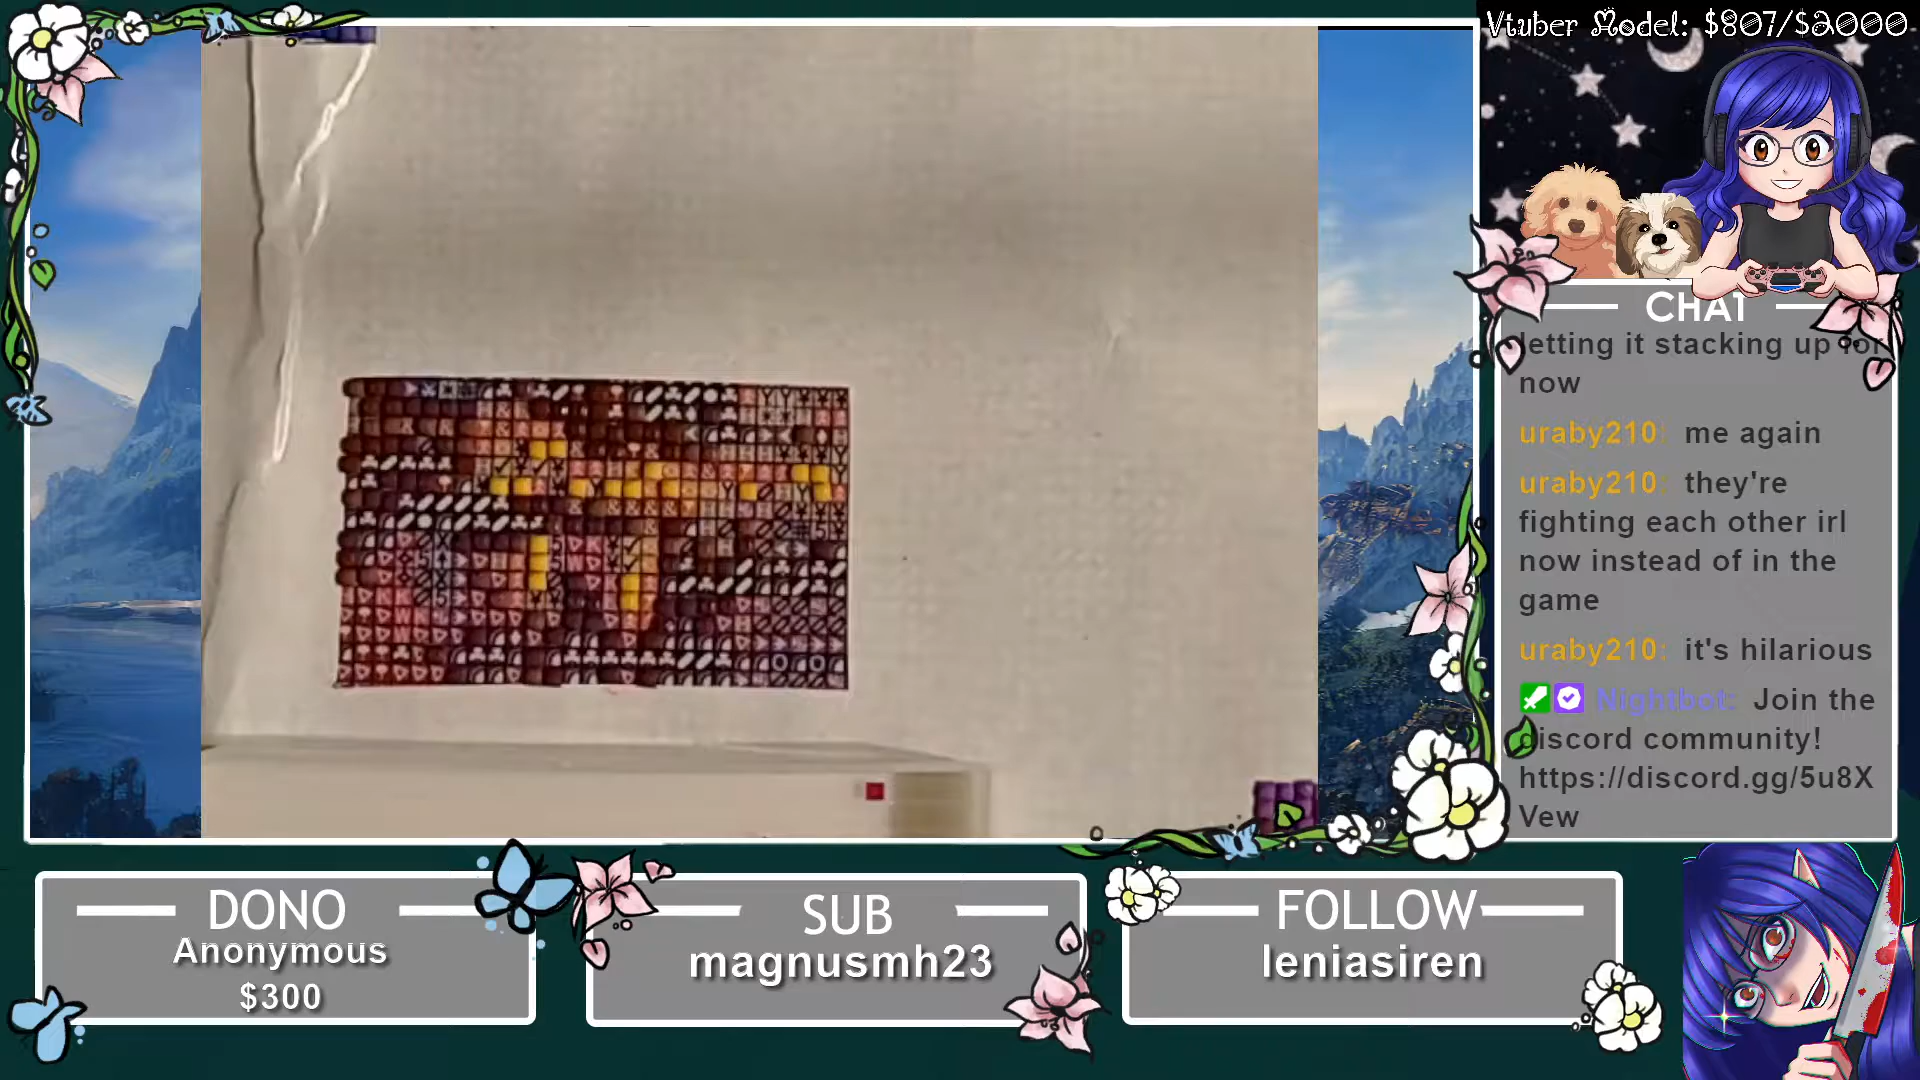 Vtuber Model: $807/$2000
CHAT
letting it stacking up for
now
uraby210: me again
uraby210: they're
fighting each other irl
now instead of in the
game
uraby210: it's hilarious
Nightbot: Join the
discord community!
https://discord.gg/5u8X
Vew
DONO
Anonymous
$300
SUB
magnusmh23
FOLLOW
leniasiren